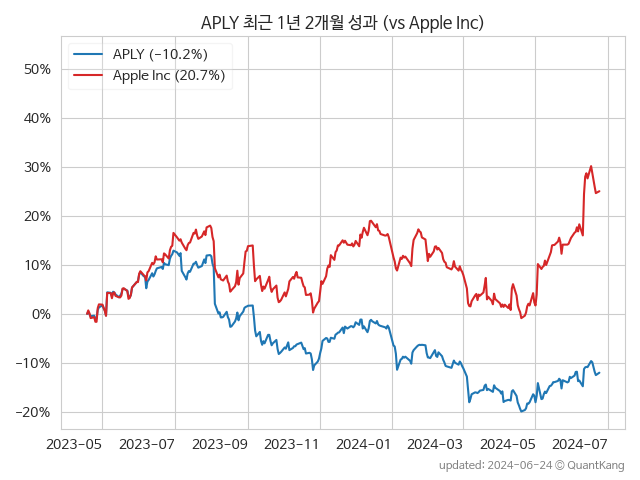 APLY 최근 1년 2개월 성과 (vs Apple Inc)
APLY (−10.2%)
Apple Inc (20.7%)
50%
40%
30%
20%
10%
0%
−10%
−20%
2023-05 2023-07 2023-09 2023-11 2024-01 2024-03 2024-05 2024-07
updated: 2024-06-24 © QuantKang